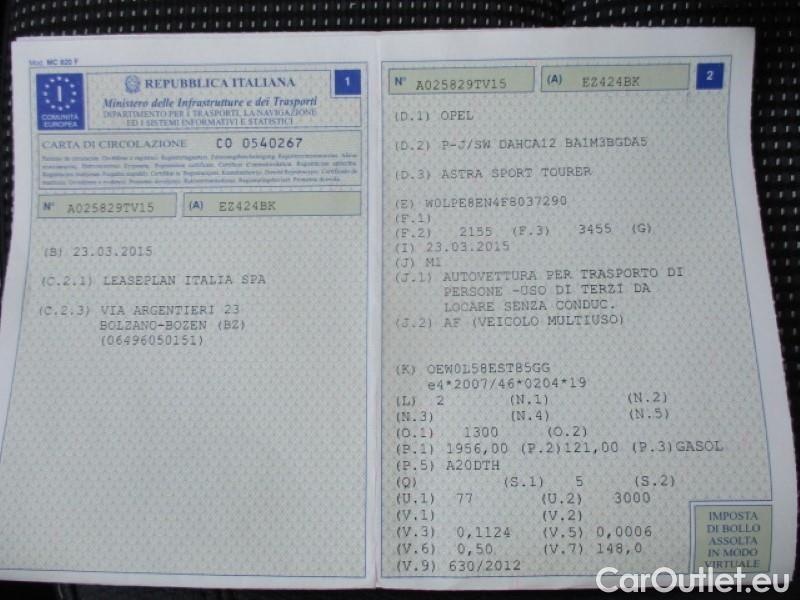 Mod. MC 820 F
I
COMUNITÀ
EUROPEA
REPUBBLICA ITALIANA
1
Ministero delle Infrastrutture e dei Trasporti
DIPARTIMENTO PER I TRASPORTI, LA NAVIGAZIONE
ED I SISTEMI INFORMATIVI E STATISTICI
CARTA DI CIRCOLAZIONE CO 0540267
N° A025829TV15 (A) EZ424BK
(B) 23.03.2015
(C.2.1) LEASEPLAN ITALIA SPA
(C.2.3) VIA ARGENTIERI 23
BOLZANO-BOZEN (BZ)
(06496050151)
N° A025829TV15 (A) EZ424BK 2
(D.1) OPEL
(D.2) P-J/SW DAHCA12 BA1M3BGDA5
(D.3) ASTRA SPORT TOURER
(E) W0LPE8EN4F8037290
(F.1)
(F.2) 2155 (F.3) 3455 (G)
(I) 23.03.2015
(J) M1
(J.1) AUTOVETTURA PER TRASPORTO DI
PERSONE -USO DI TERZI DA
LOCARE SENZA CONDUC.
(J.2) AF (VEICOLO MULTIUSO)
(K) OEW0L58EST85GG
e4*2007/46*0204*19
(L) 2 (N.1) (N.2)
(N.3) (N.4) (N.5)
(O.1) 1300 (O.2)
(P.1) 1956,00 (P.2)121,00 (P.3)GASOL
(P.5) A20DTH
(Q) (S.1) 5 (S.2)
(U.1) 77 (U.2) 3000
(V.1) (V.2)
(V.3) 0,1124 (V.5) 0,0006
(V.6) 0,50 (V.7) 148,0
(V.9) 630/2012
IMPOSTA
DI BOLLO
ASSOLTA
IN MODO
VIRTUALE
CarOutlet.eu